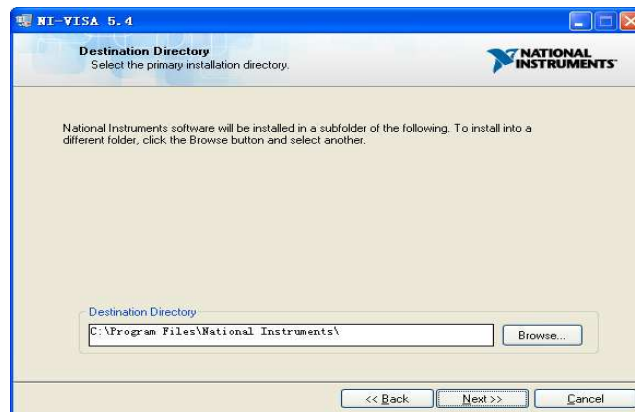 NI-VISA 5.4
Destination Directory
Select the primary installation directory.
NATIONAL
INSTRUMENTS
National Instruments software will be installed in a subfolder of the following. To install into a
different folder, click the Browse button and select another.
Destination Directory
C:\Program Files\National Instruments\
Browse...
<< Back
Next >>
Cancel